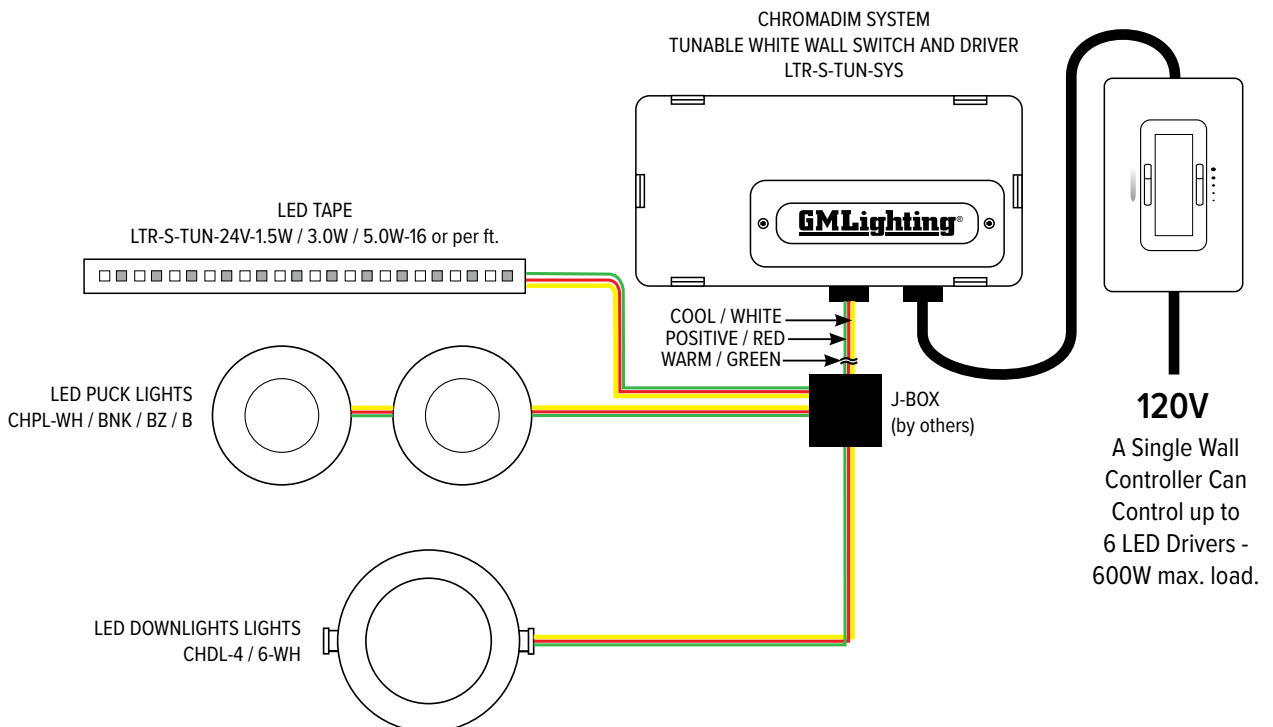 CHROMADIM SYSTEM
TUNABLE WHITE WALL SWITCH AND DRIVER
LTR-S-TUN-SYS
GMLighting®
LED TAPE
LTR-S-TUN-24V-1.5W / 3.0W / 5.0W-16 or per ft.
COOL / WHITE
POSITIVE / RED
WARM / GREEN
LED PUCK LIGHTS
CHPL-WH / BNK / BZ / B
J-BOX
(by others)
120V
A Single Wall
Controller Can
Control up to
6 LED Drivers -
600W max. load.
LED DOWNLIGHTS LIGHTS
CHDL-4 / 6-WH